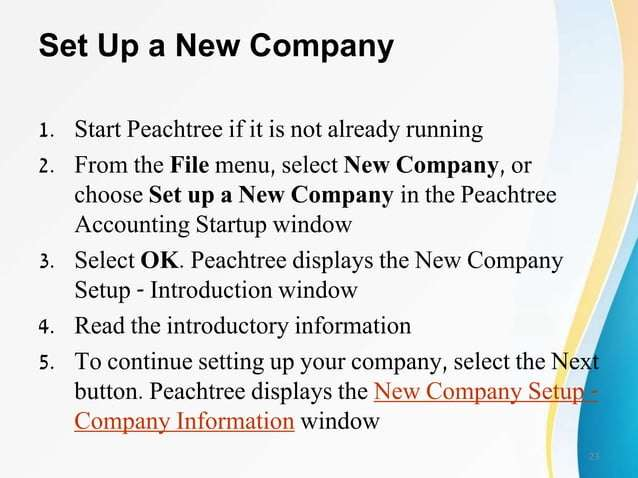 Set Up a New Company
1. Start Peachtree if it is not already running
2. From the File menu, select New Company, or
choose Set up a New Company in the Peachtree
Accounting Startup window
3. Select OK. Peachtree displays the New Company
Setup - Introduction window
4. Read the introductory information
5. To continue setting up your company, select the Next
button. Peachtree displays the New Company Setup -
Company Information window
23